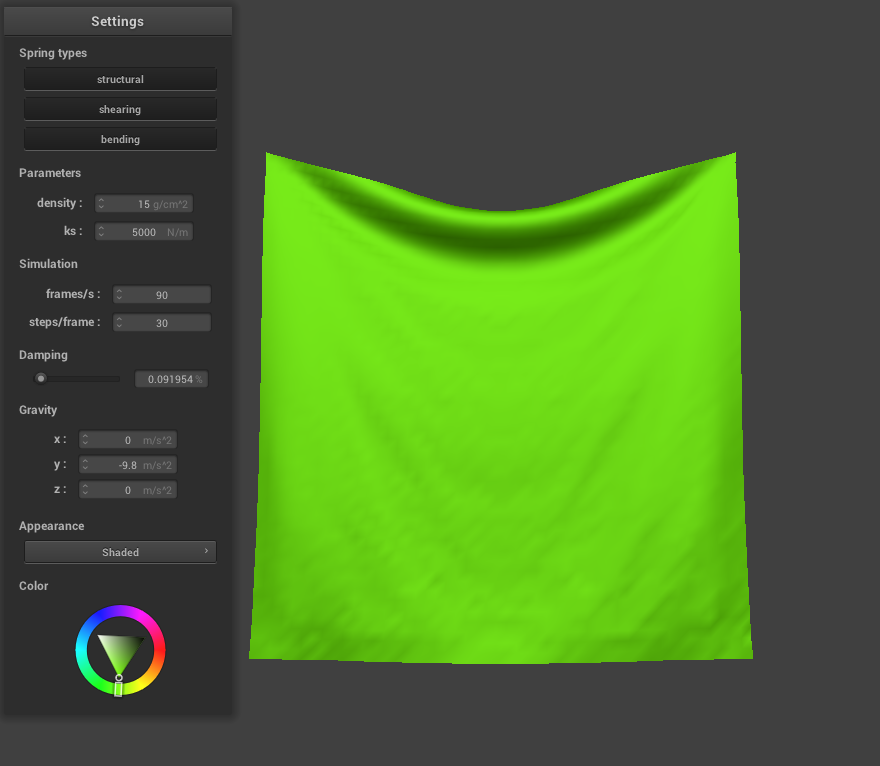 Settings
Spring types
structural
shearing
bending
Parameters
density : 15 g/cm^2
ks : 5000 N/m
Simulation
frames/s : 90
steps/frame : 30
Damping
0.091954 %
Gravity
x : 0 m/s^2
y : -9.8 m/s^2
z : 0 m/s^2
Appearance
Shaded
Color